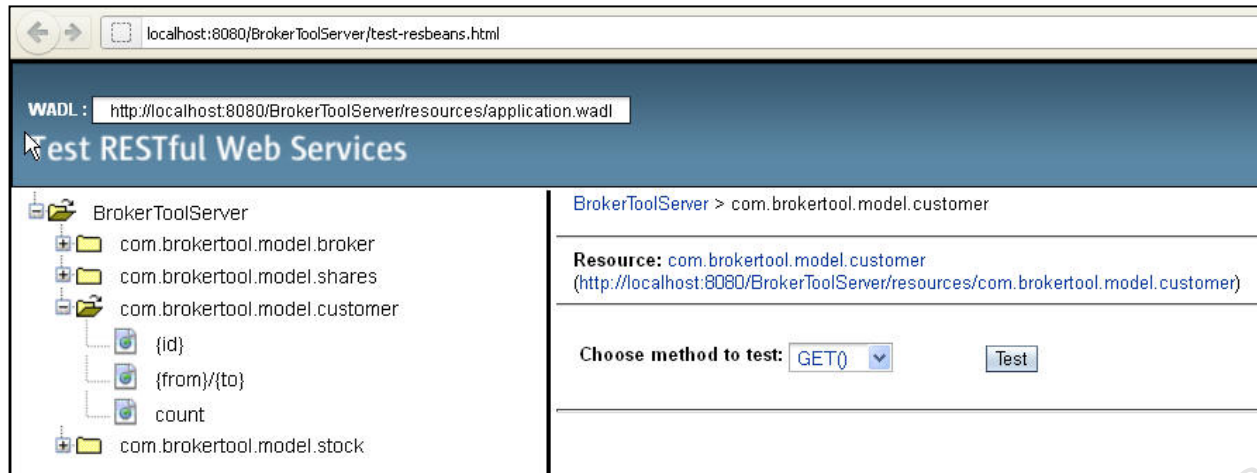 localhost:8080/BrokerToolServer/test-resbeans.html
WADL : http://localhost:8080/BrokerToolServer/resources/application.wadl
Test RESTful Web Services
BrokerToolServer
com.brokertool.model.broker
com.brokertool.model.shares
com.brokertool.model.customer
{id}
{from}/{to}
count
com.brokertool.model.stock
BrokerToolServer > com.brokertool.model.customer
Resource: com.brokertool.model.customer
(http://localhost:8080/BrokerToolServer/resources/com.brokertool.model.customer)
Choose method to test: GET() Test